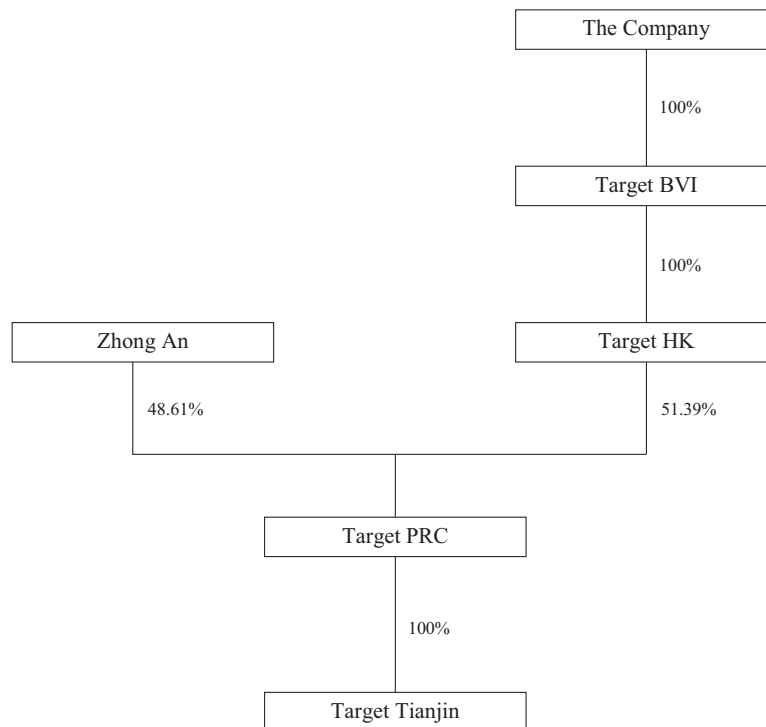 The Company
100%
Target BVI
100%
Zhong An
Target HK
48.61%
51.39%
Target PRC
100%
Target Tianjin